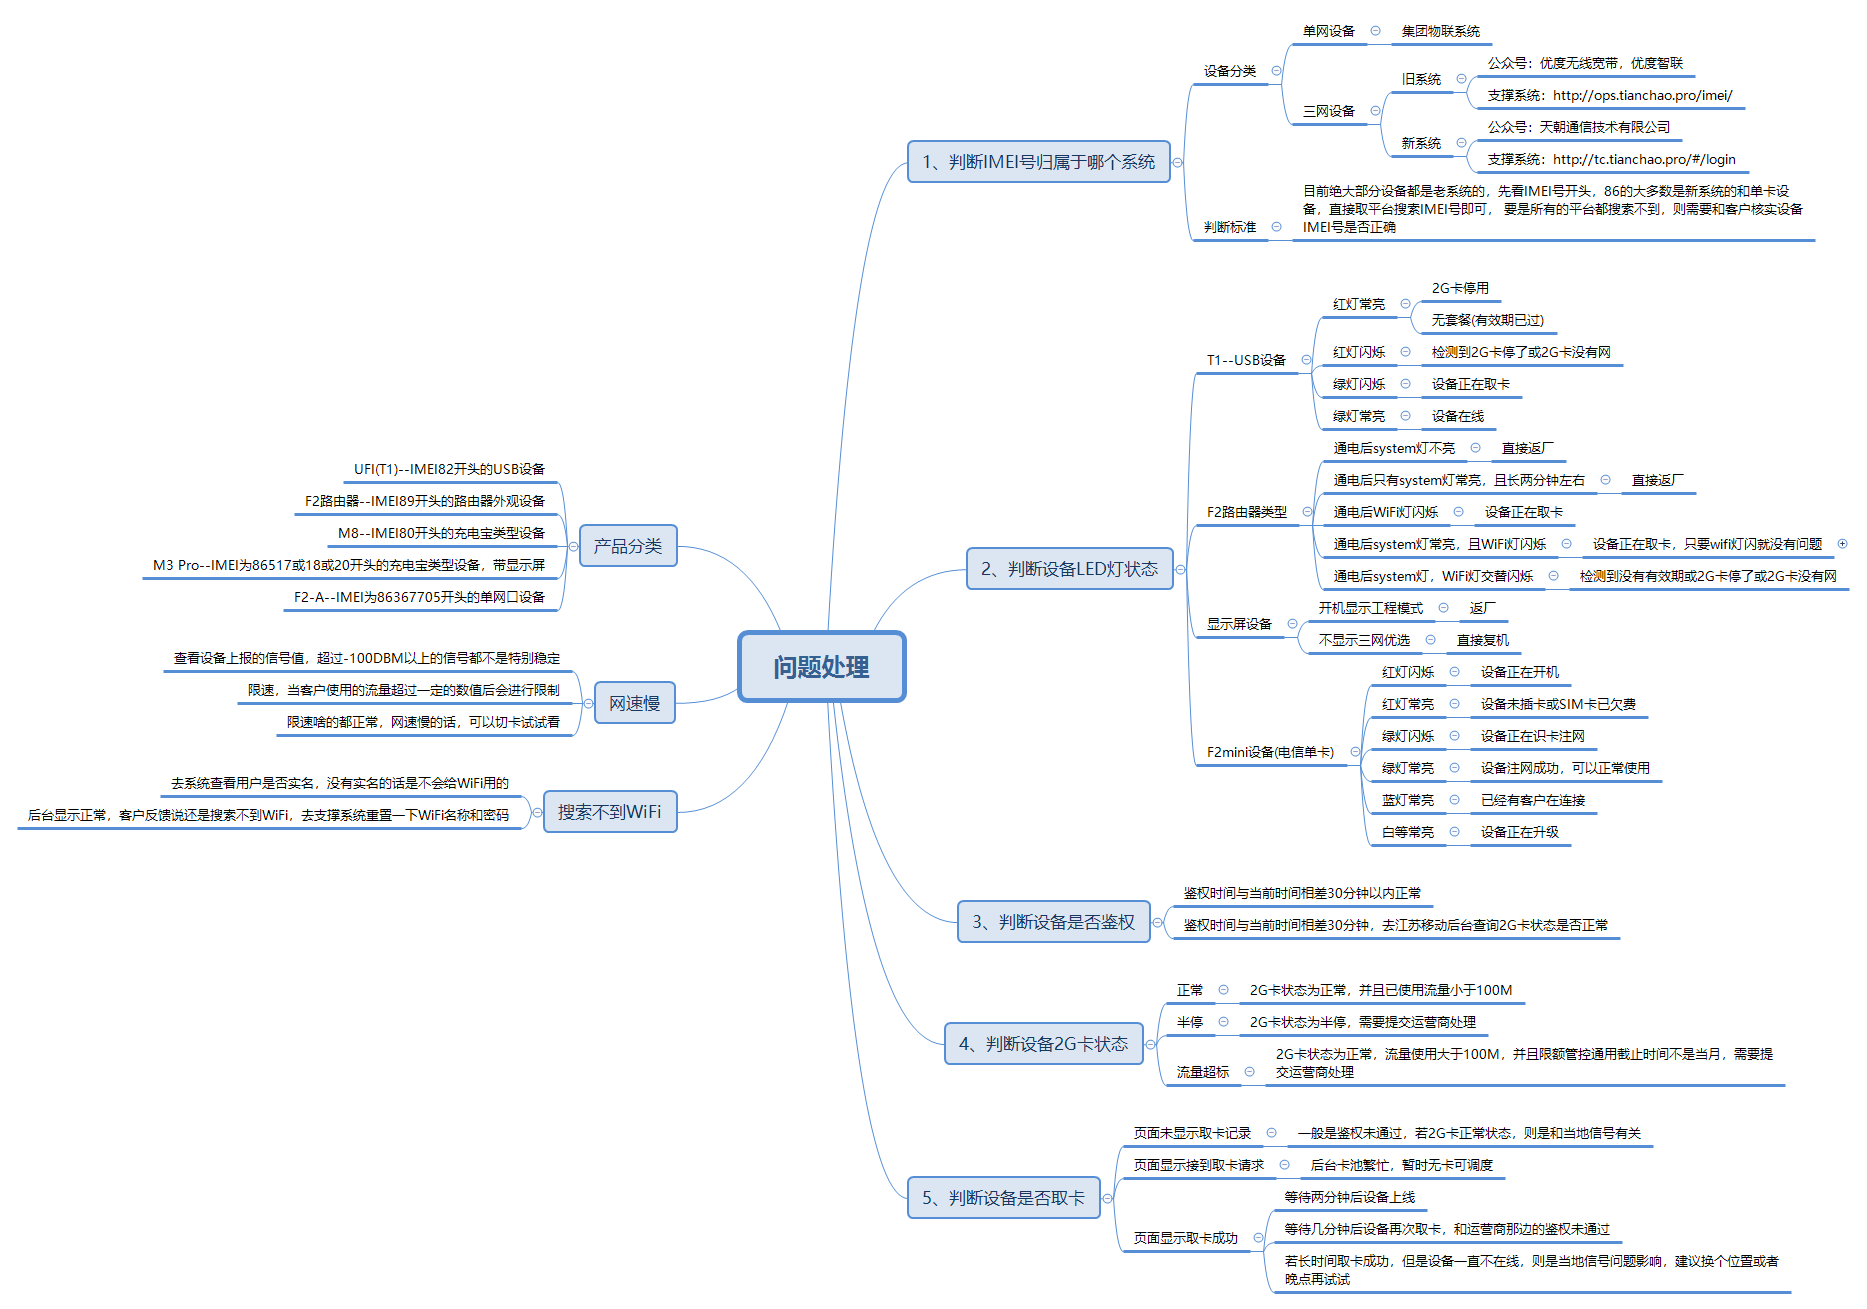 问题处理
1、判断IMEI号归属于哪个系统
设备分类
单网设备
集团物联系统
三网设备
旧系统
公众号：优度无线宽带，优度智联
支撑系统：http://ops.tianchao.pro/imei/
新系统
公众号：天朝通信技术有限公司
支撑系统：http://tc.tianchao.pro/#/login
判断标准
目前绝大部分设备都是老系统的，先看IMEI号开头，86的大多数是新系统的和单卡设
备，直接取平台搜索IMEI号即可， 要是所有的平台都搜索不到，则需要和客户核实设备
IMEI号是否正确
2、判断设备LED灯状态
T1--USB设备
红灯常亮
2G卡停用
无套餐(有效期已过)
红灯闪烁
检测到2G卡停了或2G卡没有网
绿灯闪烁
设备正在取卡
绿灯常亮
设备在线
F2路由器类型
通电后system灯不亮
直接返厂
通电后只有system灯常亮，且长两分钟左右
直接返厂
通电后WiFi灯闪烁
设备正在取卡
通电后system灯常亮，且WiFi灯闪烁
设备正在取卡，只要wifi灯闪就没有问题
通电后system灯，WiFi灯交替闪烁
检测到没有有效期或2G卡停了或2G卡没有网
显示屏设备
开机显示工程模式
返厂
不显示三网优选
直接复机
F2mini设备(电信单卡)
红灯闪烁
设备正在开机
红灯常亮
设备未插卡或SIM卡已欠费
绿灯闪烁
设备正在识卡注网
绿灯常亮
设备注网成功，可以正常使用
蓝灯常亮
已经有客户在连接
白等常亮
设备正在升级
3、判断设备是否鉴权
鉴权时间与当前时间相差30分钟以内正常
鉴权时间与当前时间相差30分钟，去江苏移动后台查询2G卡状态是否正常
4、判断设备2G卡状态
正常
2G卡状态为正常，并且已使用流量小于100M
半停
2G卡状态为半停，需要提交运营商处理
流量超标
2G卡状态为正常，流量使用大于100M，并且限额管控通用截止时间不是当月，需要提
交运营商处理
5、判断设备是否取卡
页面未显示取卡记录
一般是鉴权未通过，若2G卡正常状态，则是和当地信号有关
页面显示接到取卡请求
后台卡池繁忙，暂时无卡可调度
页面显示取卡成功
等待两分钟后设备上线
等待几分钟后设备再次取卡，和运营商那边的鉴权未通过
若长时间取卡成功，但是设备一直不在线，则是当地信号问题影响，建议换个位置或者
晚点再试试
产品分类
UFI(T1)--IMEI82开头的USB设备
F2路由器--IMEI89开头的路由器外观设备
M8--IMEI80开头的充电宝类型设备
M3 Pro--IMEI为86517或18或20开头的充电宝类型设备，带显示屏
F2-A--IMEI为86367705开头的单网口设备
网速慢
查看设备上报的信号值，超过-100DBM以上的信号都不是特别稳定
限速，当客户使用的流量超过一定的数值后会进行限制
限速啥的都正常，网速慢的话，可以切卡试试看
搜索不到WiFi
去系统查看用户是否实名，没有实名的话是不会给WiFi用的
后台显示正常，客户反馈说还是搜索不到WiFi，去支撑系统重置一下WiFi名称和密码